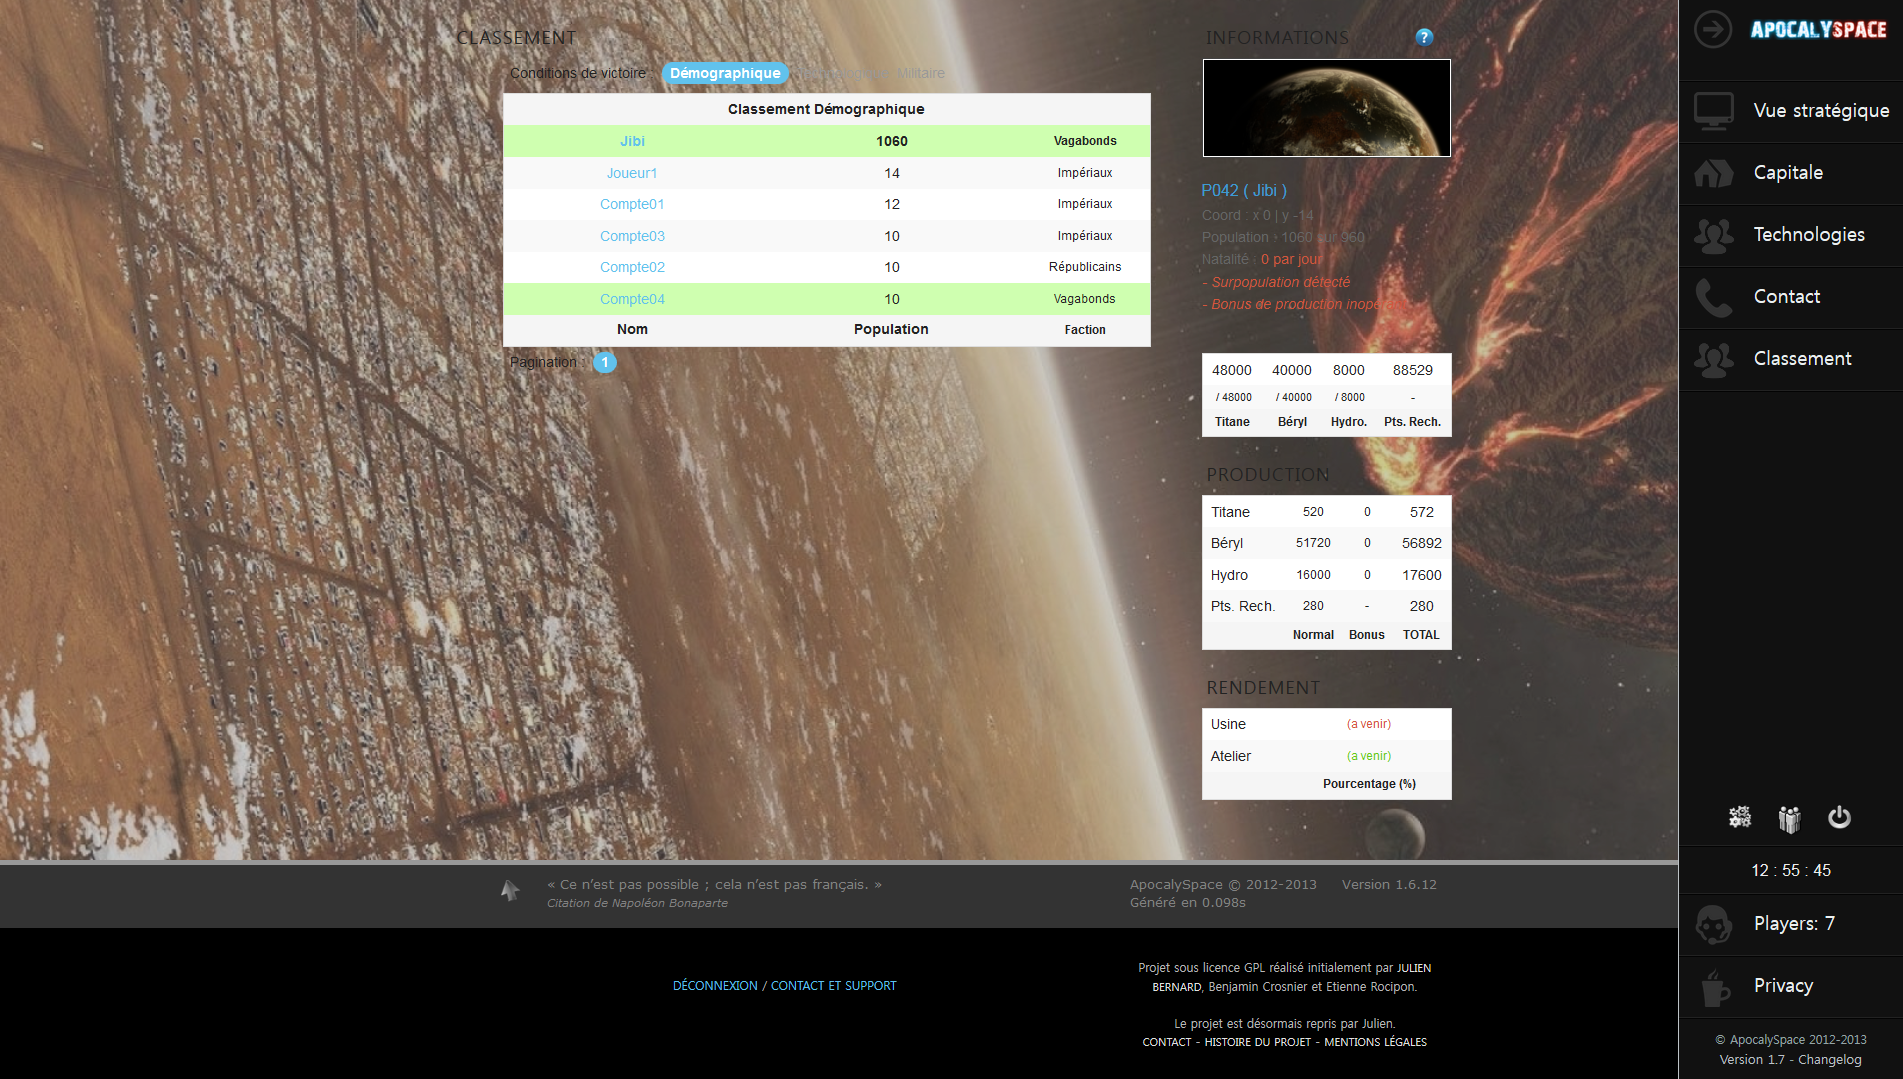 CLASSEMENT
Conditions de victoire : Démographique Militaire
Classement Démographique
Jibi 1060 Vagabonds
Joueur1 14 Impériaux
Compte01 12 Impériaux
Compte03 10 Impériaux
Compte02 10 Républicains
Compte04 10 Vagabonds
Nom Population Faction
Pagination : 1
INFORMATIONS ?
P042 ( Jibi )
Coord : x 0 | y -14
Population : 1060 sur 960
Natalité : 0 par jour
- Surpopulation détecté
- Bonus de production
48000 40000 8000 88529
/ 48000 / 40000 / 8000 -
Titane Béryl Hydro. Pts. Rech.
PRODUCTION
Titane 520 0 572
Béryl 51720 0 56892
Hydro 16000 0 17600
Pts. Rech. 280 - 280
Normal Bonus TOTAL
RENDEMENT
Usine (a venir)
Atelier (a venir)
Pourcentage (%)
« Ce n'est pas possible ; cela n'est pas français. »
Citation de Napoléon Bonaparte
ApocalySpace © 2012-2013 Version 1.6.12
Généré en 0.098s
DÉCONNEXION / CONTACT ET SUPPORT
Projet sous licence GPL réalisé initialement par JULIEN
BERNARD, Benjamin Crosnier et Etienne Rocipon.
Le projet est désormais repris par Julien.
CONTACT - HISTOIRE DU PROJET - MENTIONS LÉGALES
APOCALYSPACE
Vue stratégique
Capitale
Technologies
Contact
Classement
12 : 55 : 45
Players: 7
Privacy
© ApocalySpace 2012-2013
Version 1.7 - Changelog